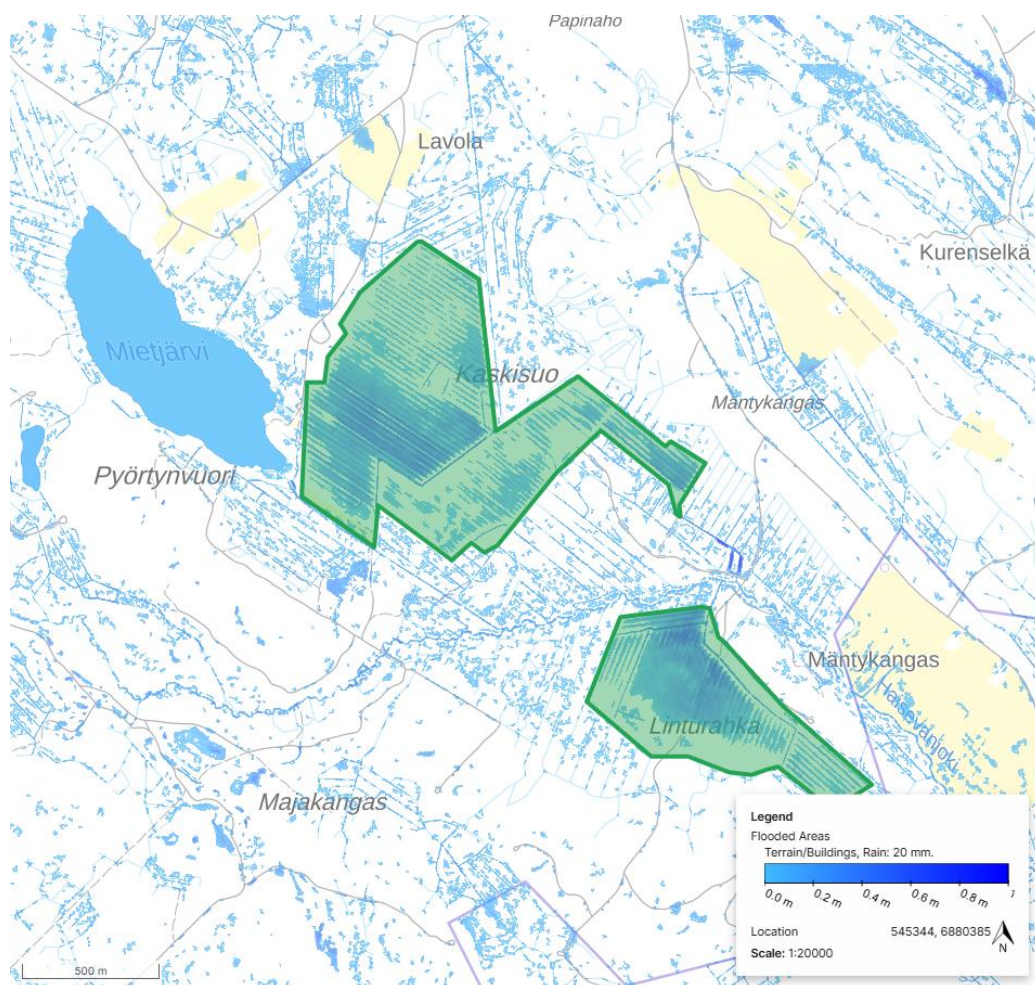 Papinaho
Lavola
Kurenselkä
Mietjärvi
Kaskisuo
Mäntykangas
Pyörtynvuori
Mäntykangas
Haisevanjoki
Linturahka
Majakangas
Legend
Flooded Areas
Terrain/Buildings, Rain: 20 mm.
0.0 m 0.2 m 0.4 m 0.6 m 0.8 m
Location 545344, 6880385
N
Scale: 1:20000
500 m